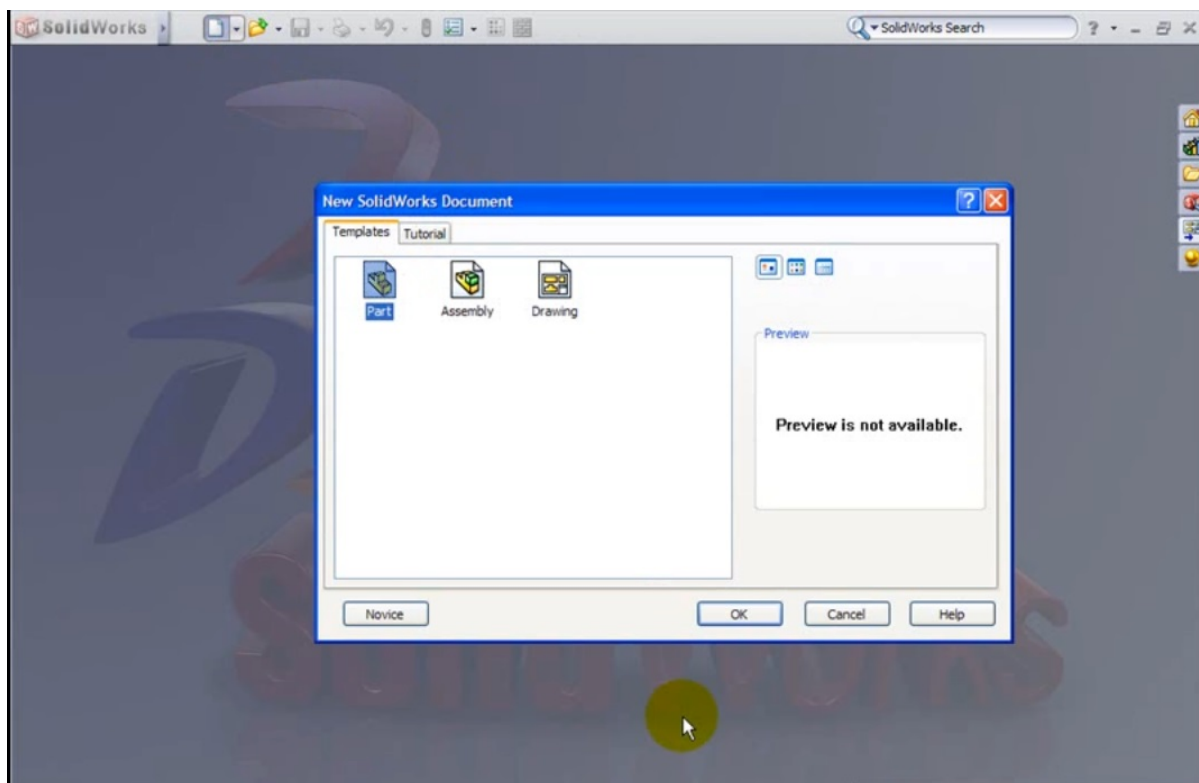 SolidWorks
SolidWorks Search
?
New SolidWorks Document
Templates Tutorial
Part Assembly Drawing
Preview
Preview is not available.
Novice OK Cancel Help
SolidWorks